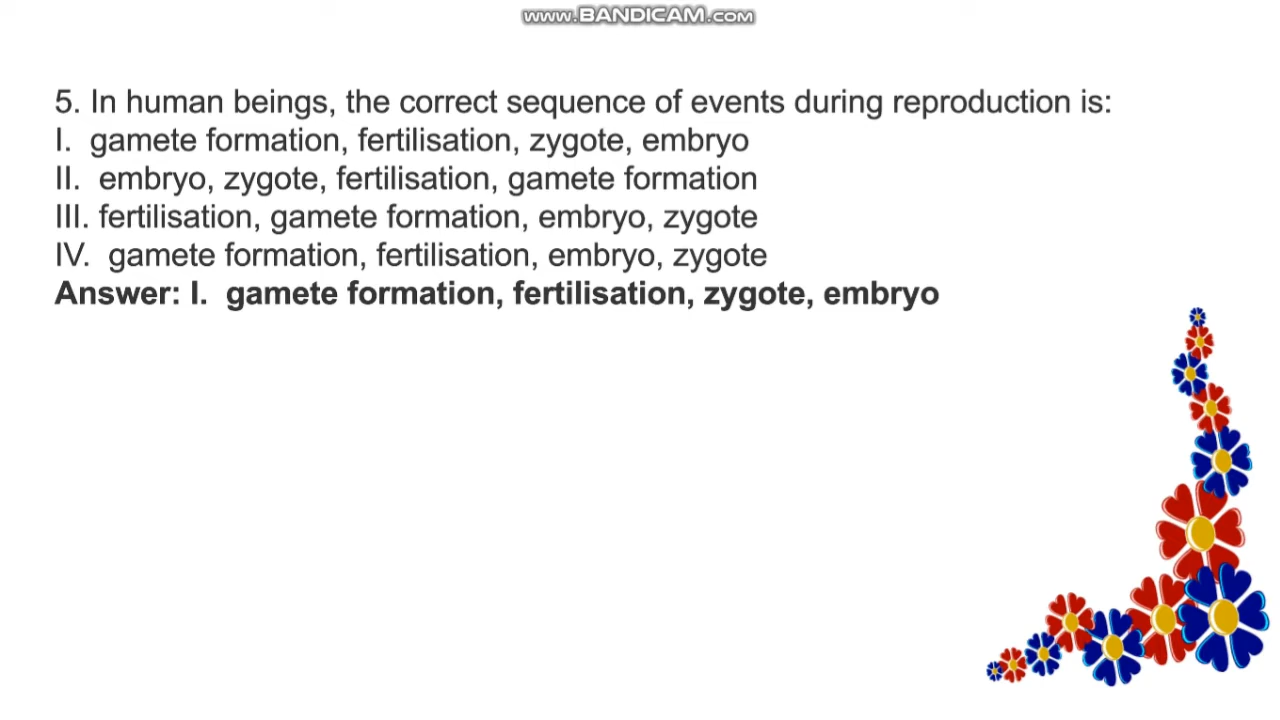 www.BANDICAM.com
5. In human beings, the correct sequence of events during reproduction is:
I. gamete formation, fertilisation, zygote, embryo
II. embryo, zygote, fertilisation, gamete formation
III. fertilisation, gamete formation, embryo, zygote
IV. gamete formation, fertilisation, embryo, zygote
Answer: I. gamete formation, fertilisation, zygote, embryo